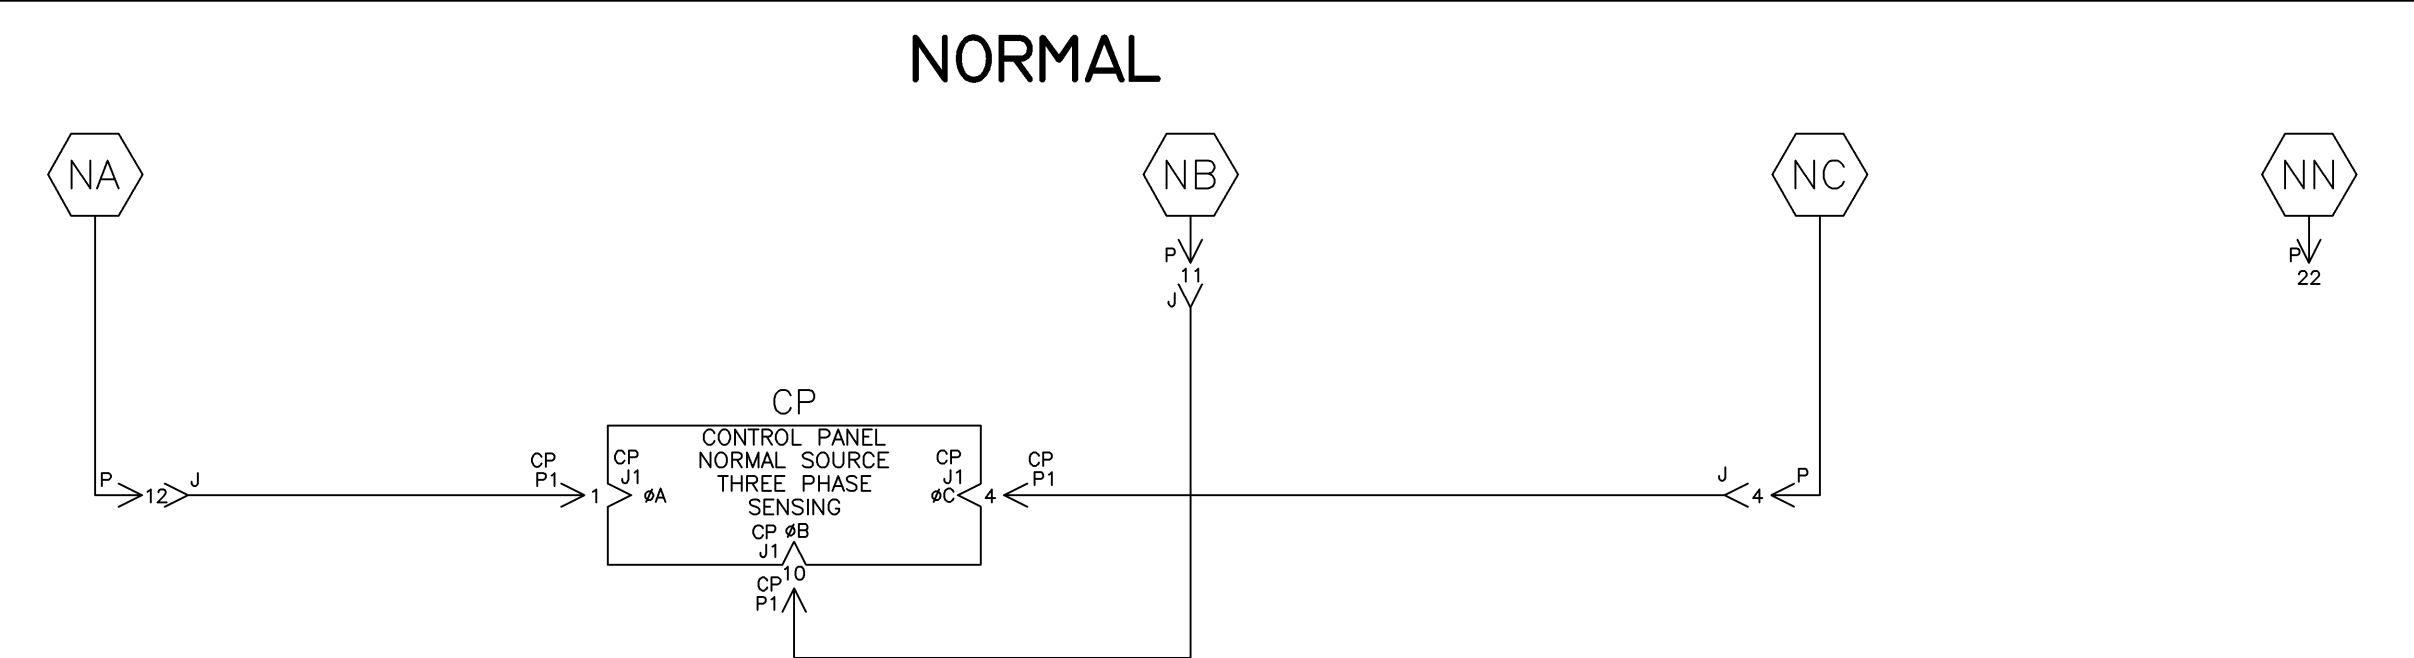 NORMAL
NA
NB
NC
NN
P
11
J
P
22
CP
CONTROL PANEL
NORMAL SOURCE
THREE PHASE
SENSING
P
12
J
CP
P1
1
CP
J1
øA
CP
J1
øC
4
CP
P1
J
4
P
CP øB
J1
10
CP
P1